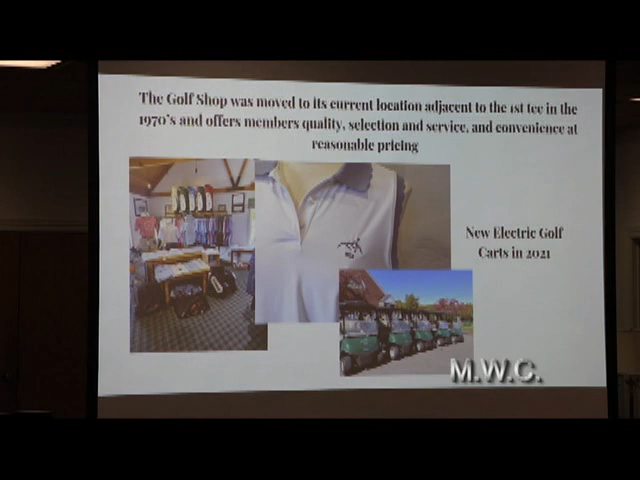 The Golf Shop was moved to its current location adjacent to the 1st tee in the
1970's and offers members quality, selection and service, and convenience at
reasonable pricing
New Electric Golf
Carts in 2021
M.W.C.